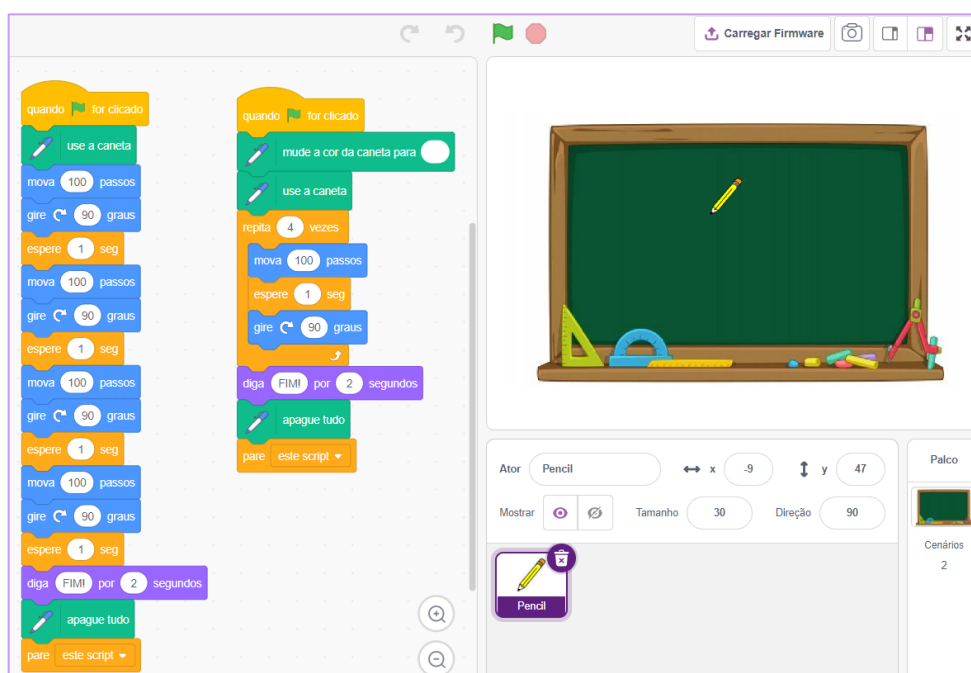 Carregar Firmware
quando for clicado
use a caneta
mova 100 passos
gire 90 graus
espere 1 seg
mova 100 passos
gire 90 graus
espere 1 seg
mova 100 passos
gire 90 graus
espere 1 seg
mova 100 passos
gire 90 graus
espere 1 seg
diga FIM! por 2 segundos
apague tudo
pare este script
quando for clicado
mude a cor da caneta para
use a caneta
repita 4 vezes
mova 100 passos
espere 1 seg
gire 90 graus
diga FIM! por 2 segundos
apague tudo
pare este script
Ator Pencil x -9 y 47
Mostrar Tamanho 30 Direção 90
Pencil
Palco
Cenários
2